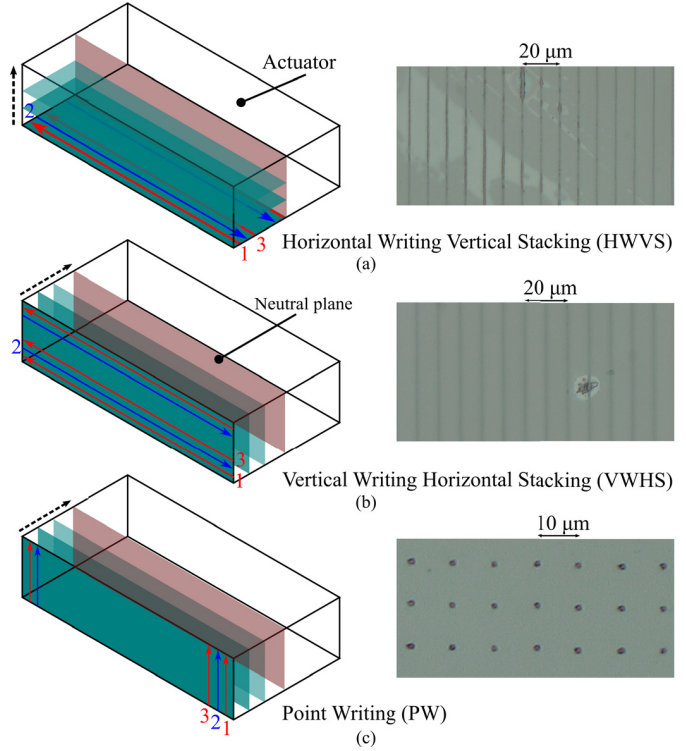 Actuator
20 μm
2
1
3
Horizontal Writing Vertical Stacking (HWVS)
(a)
20 μm
Neutral plane
2
3
1
Vertical Writing Horizontal Stacking (VWHS)
(b)
10 μm
3
2
1
Point Writing (PW)
(c)